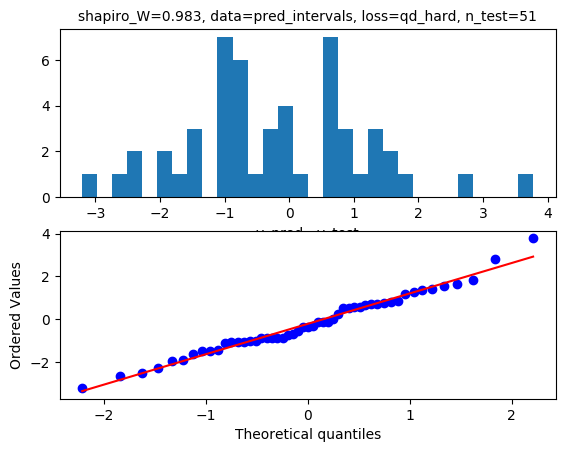 shapiro_W=0.983, data=pred_intervals, loss=qd_hard, n_test=51
6
4
2
0
−3 −2 −1 0 1 2 3 4
4
2
0
−2
Ordered Values
−2 −1 0 1 2
Theoretical quantiles